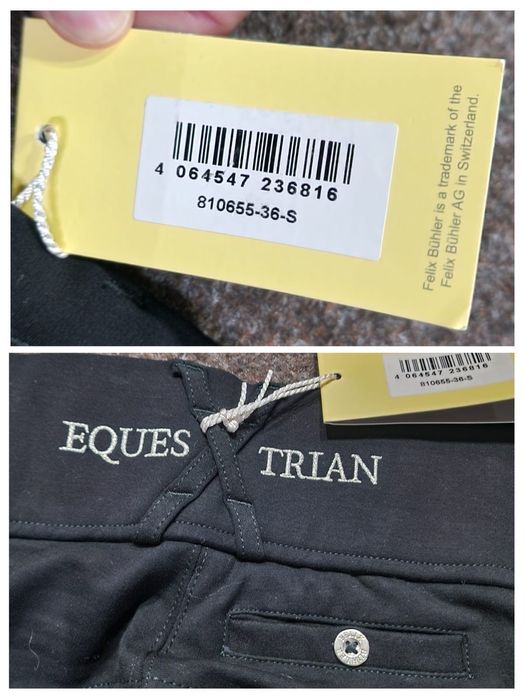 4 064547 236816
810655-36-S
Felix Bühler is a trademark of the
Felix Bühler AG in Switzerland.
4 064547 236816
810655-36-S
EQUES TRIAN